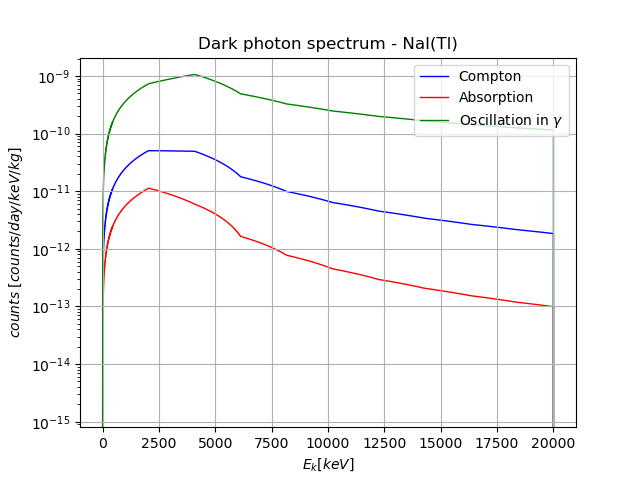 Dark photon spectrum - NaI(Tl)
counts [counts/day/keV/kg]
10⁻⁹
10⁻¹⁰
10⁻¹¹
10⁻¹²
10⁻¹³
10⁻¹⁴
10⁻¹⁵
Compton
Absorption
Oscillation in γ
0 2500 5000 7500 10000 12500 15000 17500 20000
E_k[keV]